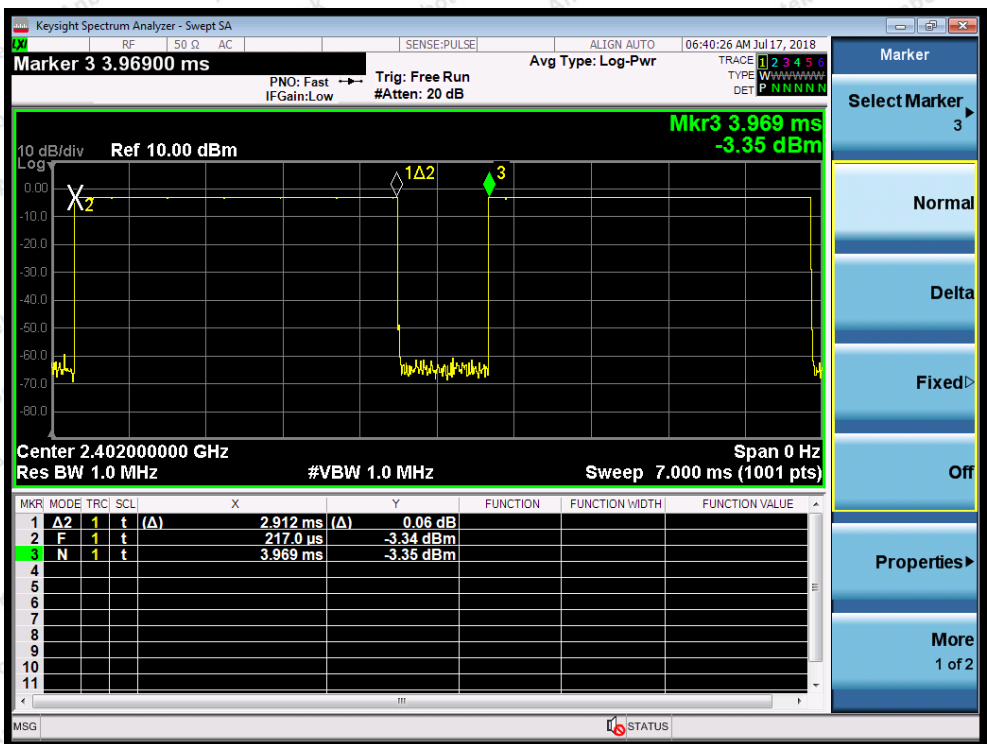 Keysight Spectrum Analyzer - Swept SA
LXI RF 50 Ω AC SENSE:PULSE ALIGN AUTO 06:40:26 AM Jul 17, 2018
Marker 3 3.96900 ms
PNO: Fast
IFGain:Low
Trig: Free Run
#Atten: 20 dB
Avg Type: Log-Pwr
TRACE 1 2 3 4 5 6
TYPE WWWWWW
DET P N N N N N
Mkr3 3.969 ms
-3.35 dBm
10 dB/div Ref 10.00 dBm
Log
1Δ2
3
2
0.00
-10.0
-20.0
-30.0
-40.0
-50.0
-60.0
-70.0
-80.0
Center 2.402000000 GHz Span 0 Hz
Res BW 1.0 MHz #VBW 1.0 MHz Sweep 7.000 ms (1001 pts)
MKR MODE TRC SCL X Y FUNCTION FUNCTION WIDTH FUNCTION VALUE
1 Δ2 1 t (Δ) 2.912 ms (Δ) 0.06 dB
2 F 1 t 217.0 µs -3.34 dBm
3 N 1 t 3.969 ms -3.35 dBm
4
5
6
7
8
9
10
11
MSG STATUS
Marker
Select Marker
3
Normal
Delta
Fixed
Off
Properties
More
1 of 2